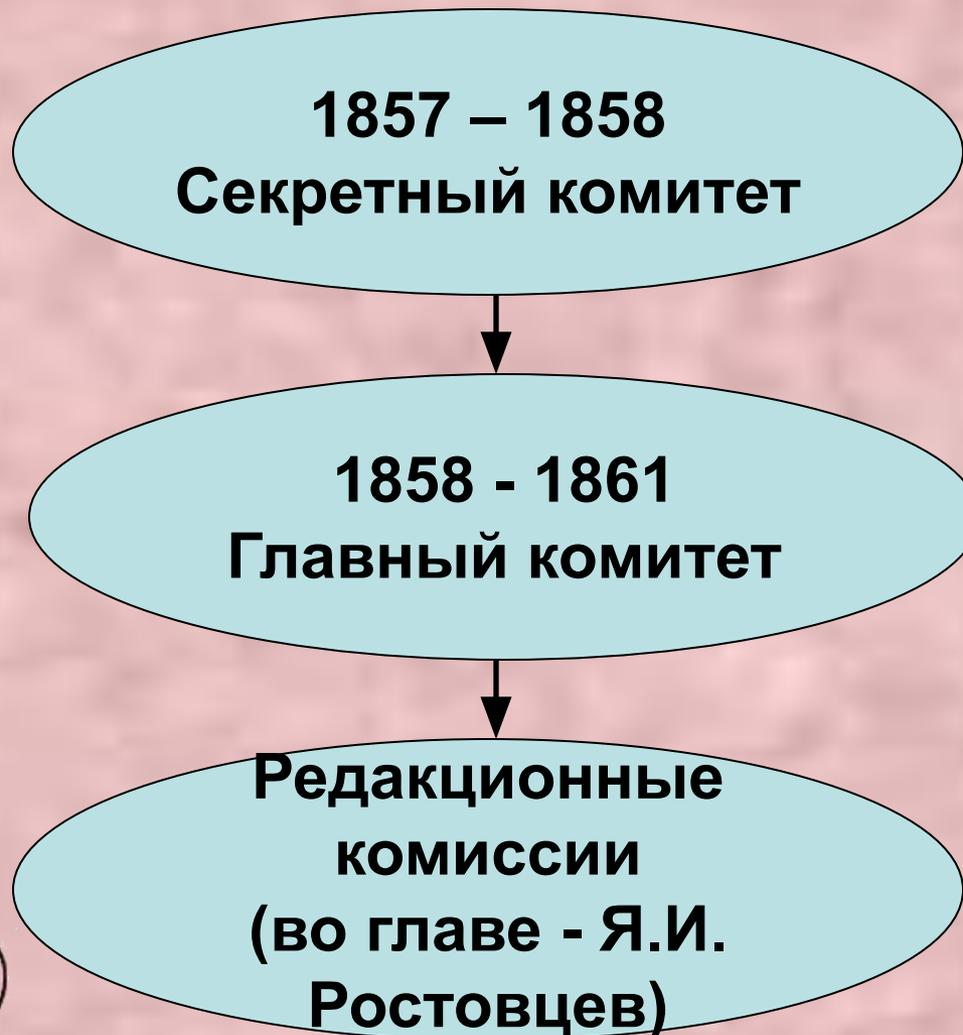 1857 – 1858
Секретный комитет
1858 - 1861
Главный комитет
Редакционные
комиссии
(во главе - Я.И.
Ростовцев)